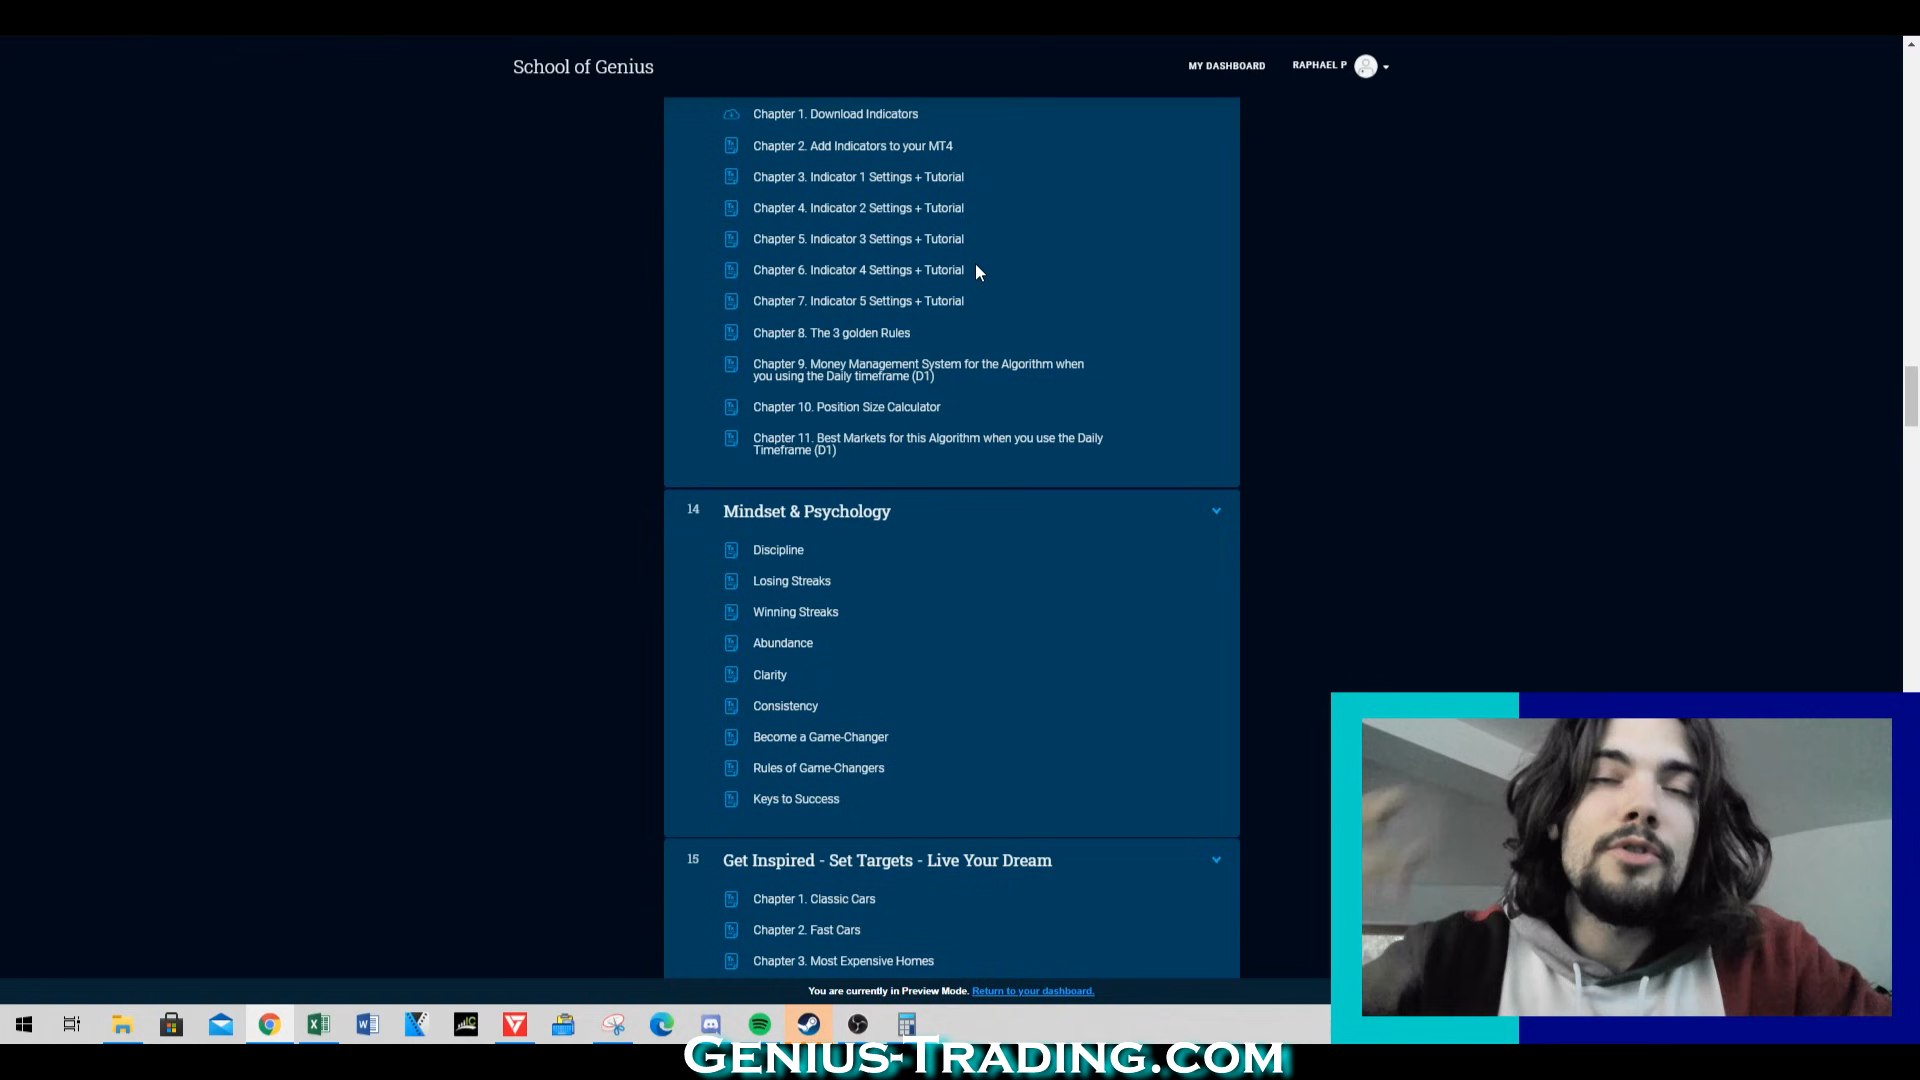 School of Genius
MY DASHBOARD
RAPHAEL P
Chapter 1. Download Indicators
Chapter 2. Add Indicators to your MT4
Chapter 3. Indicator 1 Settings + Tutorial
Chapter 4. Indicator 2 Settings + Tutorial
Chapter 5. Indicator 3 Settings + Tutorial
Chapter 6. Indicator 4 Settings + Tutorial
Chapter 7. Indicator 5 Settings + Tutorial
Chapter 8. The 3 golden Rules
Chapter 9. Money Management System for the Algorithm when
you using the Daily timeframe (D1)
Chapter 10. Position Size Calculator
Chapter 11. Best Markets for this Algorithm when you use the Daily
Timeframe (D1)
14 Mindset & Psychology
Discipline
Losing Streaks
Winning Streaks
Abundance
Clarity
Consistency
Become a Game-Changer
Rules of Game-Changers
Keys to Success
15 Get Inspired - Set Targets - Live Your Dream
Chapter 1. Classic Cars
Chapter 2. Fast Cars
Chapter 3. Most Expensive Homes
You are currently in Preview Mode. Return to your dashboard.
GENIUS-TRADING.COM